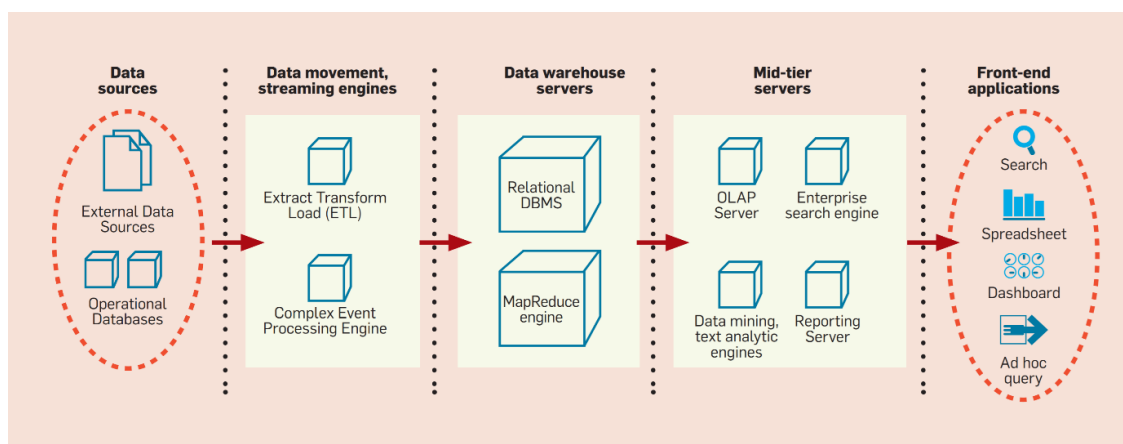 Data
sources
Data movement,
streaming engines
Data warehouse
servers
Mid-tier
servers
Front-end
applications
External Data
Sources
Operational
Databases
Extract Transform
Load (ETL)
Complex Event
Processing Engine
Relational
DBMS
MapReduce
engine
OLAP
Server
Enterprise
search engine
Data mining,
text analytic
engines
Reporting
Server
Search
Spreadsheet
Dashboard
Ad hoc
query